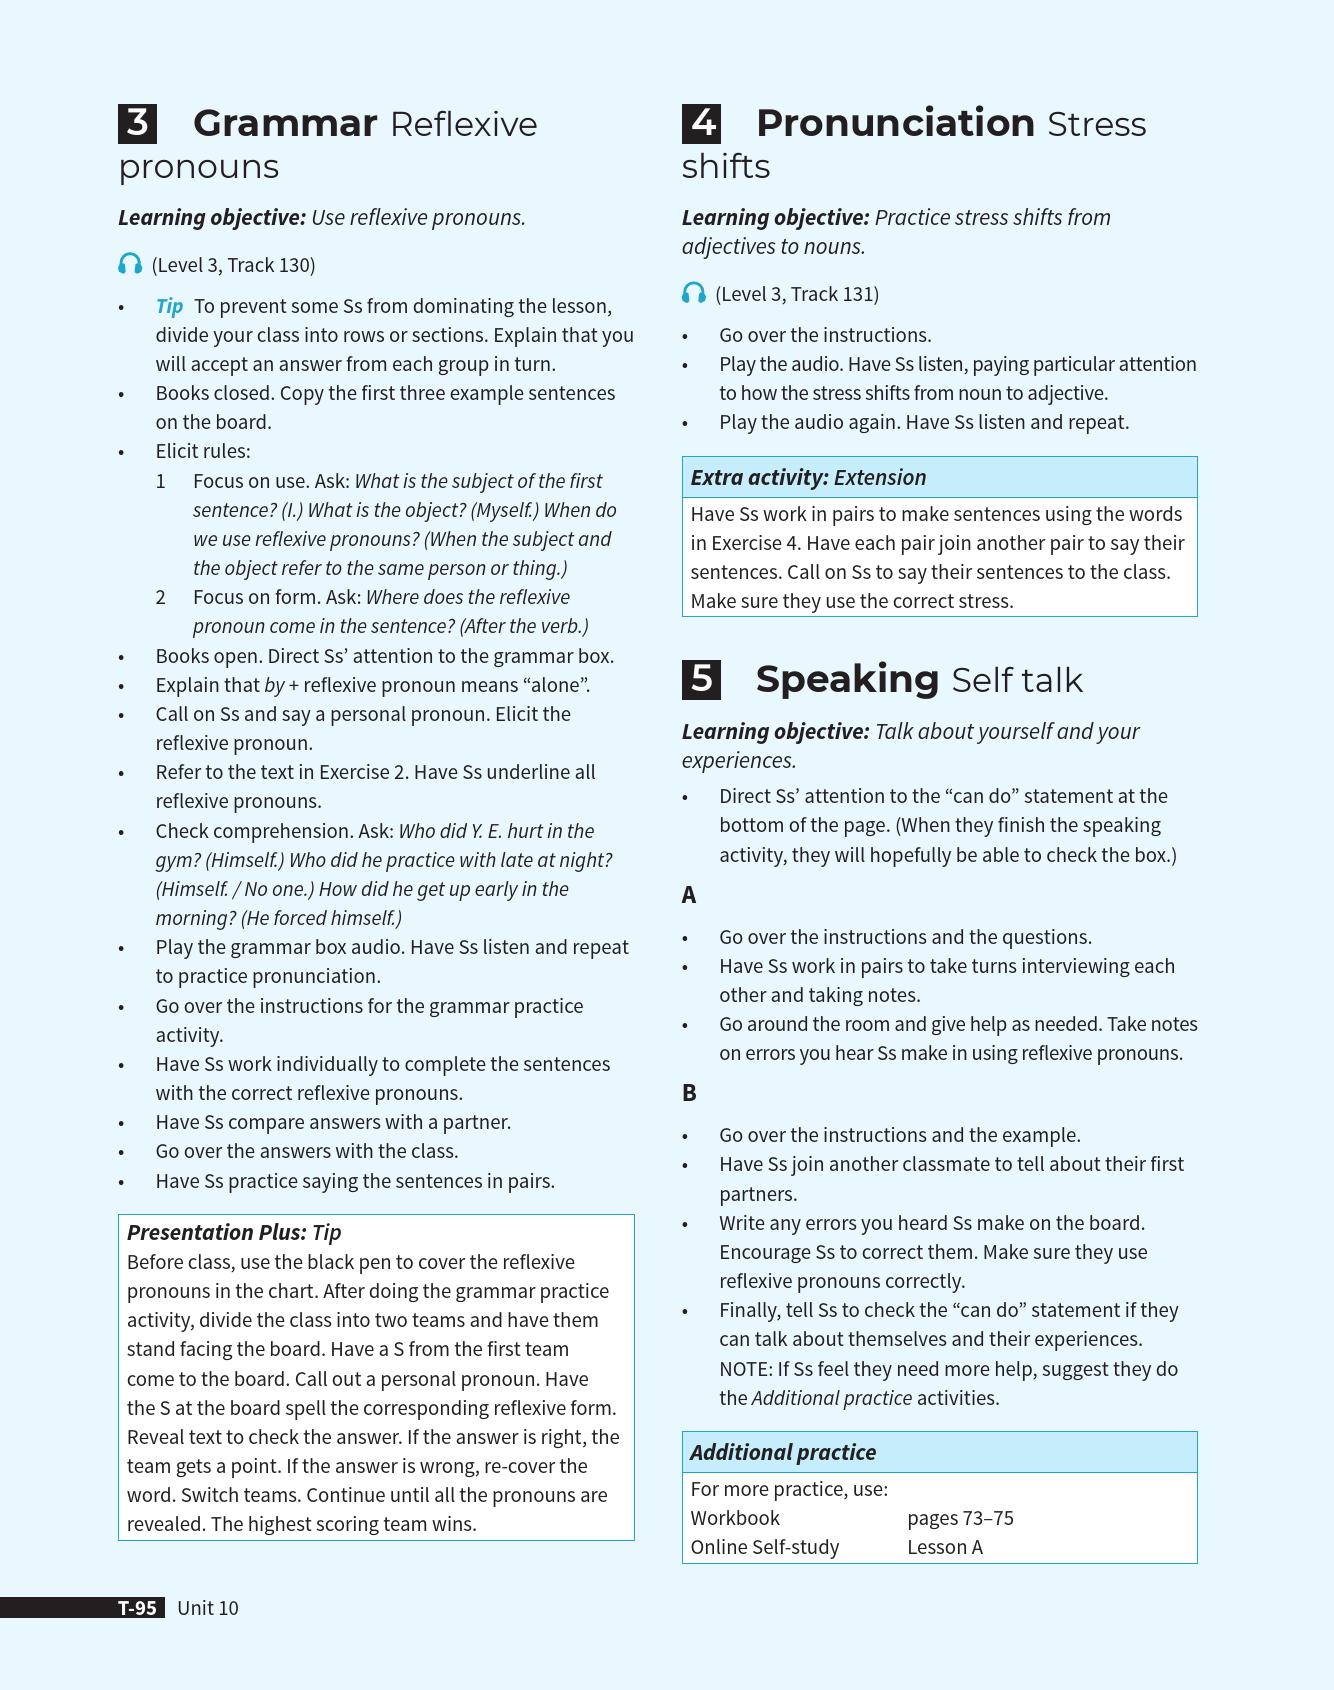 3 Grammar Reflexive
pronouns
Learning objective: Use reflexive pronouns.
(Level 3, Track 130)
• Tip To prevent some Ss from dominating the lesson,
divide your class into rows or sections. Explain that you
will accept an answer from each group in turn.
• Books closed. Copy the first three example sentences
on the board.
• Elicit rules:
1 Focus on use. Ask: What is the subject of the first
sentence? (I.) What is the object? (Myself.) When do
we use reflexive pronouns? (When the subject and
the object refer to the same person or thing.)
2 Focus on form. Ask: Where does the reflexive
pronoun come in the sentence? (After the verb.)
• Books open. Direct Ss’ attention to the grammar box.
• Explain that by + reflexive pronoun means “alone”.
• Call on Ss and say a personal pronoun. Elicit the
reflexive pronoun.
• Refer to the text in Exercise 2. Have Ss underline all
reflexive pronouns.
• Check comprehension. Ask: Who did Y. E. hurt in the
gym? (Himself.) Who did he practice with late at night?
(Himself. / No one.) How did he get up early in the
morning? (He forced himself.)
• Play the grammar box audio. Have Ss listen and repeat
to practice pronunciation.
• Go over the instructions for the grammar practice
activity.
• Have Ss work individually to complete the sentences
with the correct reflexive pronouns.
• Have Ss compare answers with a partner.
• Go over the answers with the class.
• Have Ss practice saying the sentences in pairs.
Presentation Plus: Tip
Before class, use the black pen to cover the reflexive
pronouns in the chart. After doing the grammar practice
activity, divide the class into two teams and have them
stand facing the board. Have a S from the first team
come to the board. Call out a personal pronoun. Have
the S at the board spell the corresponding reflexive form.
Reveal text to check the answer. If the answer is right, the
team gets a point. If the answer is wrong, re-cover the
word. Switch teams. Continue until all the pronouns are
revealed. The highest scoring team wins.
4 Pronunciation Stress
shifts
Learning objective: Practice stress shifts from
adjectives to nouns.
(Level 3, Track 131)
• Go over the instructions.
• Play the audio. Have Ss listen, paying particular attention
to how the stress shifts from noun to adjective.
• Play the audio again. Have Ss listen and repeat.
Extra activity: Extension
Have Ss work in pairs to make sentences using the words
in Exercise 4. Have each pair join another pair to say their
sentences. Call on Ss to say their sentences to the class.
Make sure they use the correct stress.
5 Speaking Self talk
Learning objective: Talk about yourself and your
experiences.
• Direct Ss’ attention to the “can do” statement at the
bottom of the page. (When they finish the speaking
activity, they will hopefully be able to check the box.)
A
• Go over the instructions and the questions.
• Have Ss work in pairs to take turns interviewing each
other and taking notes.
• Go around the room and give help as needed. Take notes
on errors you hear Ss make in using reflexive pronouns.
B
• Go over the instructions and the example.
• Have Ss join another classmate to tell about their first
partners.
• Write any errors you heard Ss make on the board.
Encourage Ss to correct them. Make sure they use
reflexive pronouns correctly.
• Finally, tell Ss to check the “can do” statement if they
can talk about themselves and their experiences.
NOTE: If Ss feel they need more help, suggest they do
the Additional practice activities.
Additional practice
For more practice, use:
Workbook pages 73–75
Online Self-study Lesson A
T-95 Unit 10